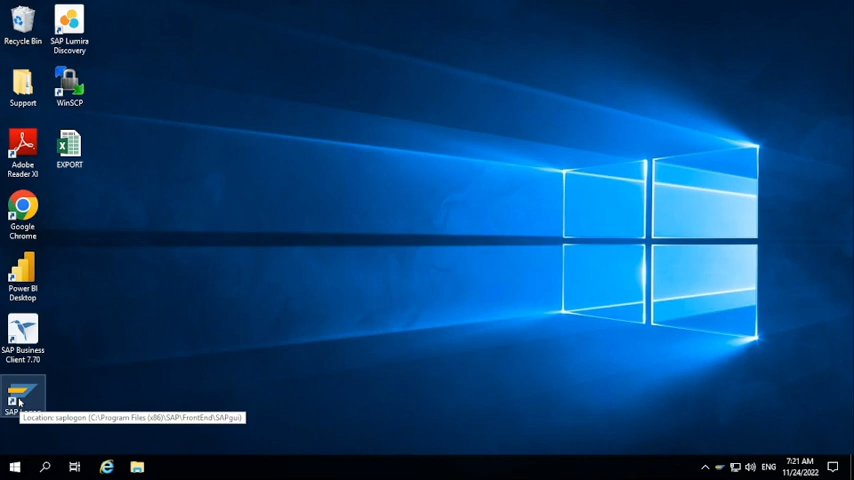 Recycle Bin
SAP Lumira
Discovery
Support
WinSCP
Adobe
Reader XI
EXPORT
Google
Chrome
Power BI
Desktop
SAP Business
Client 7.70
Location: saplogon (C:\Program Files (x86)\SAP\FrontEnd\SAPgui)
ENG
7:21 AM
11/24/2022